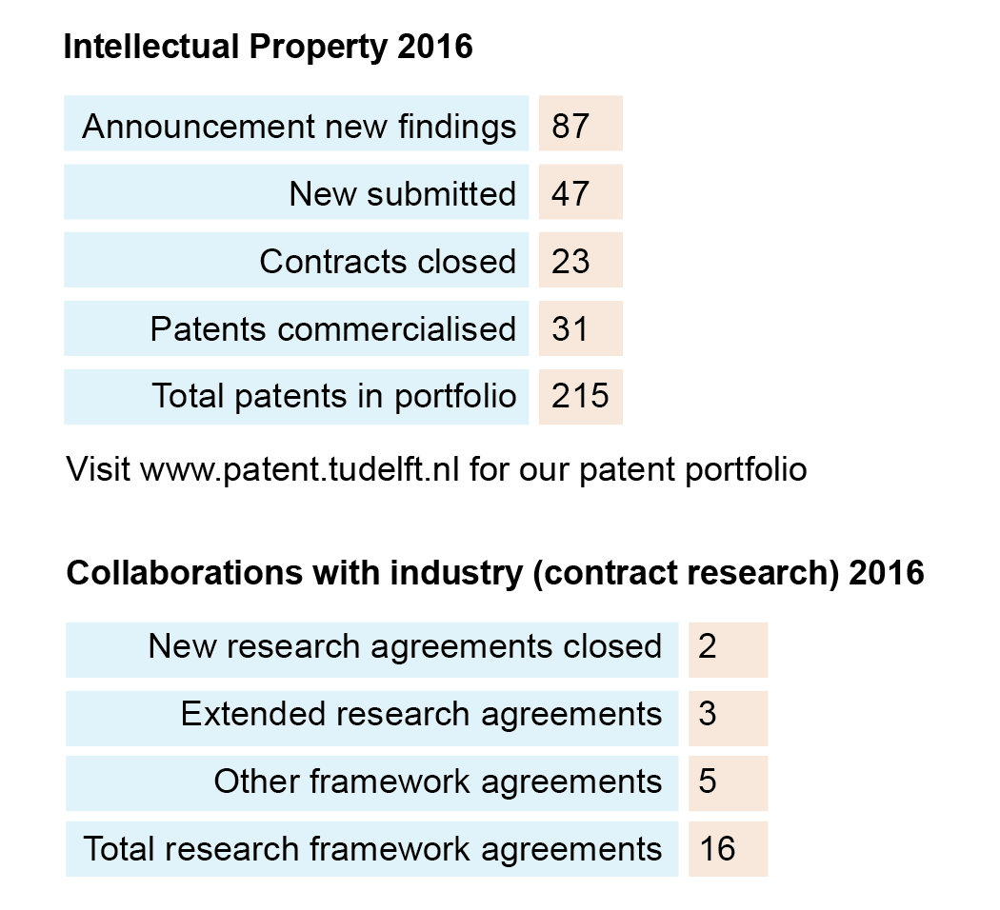 Intellectual Property 2016
Announcement new findings 87
New submitted 47
Contracts closed 23
Patents commercialised 31
Total patents in portfolio 215
Visit www.patent.tudelft.nl for our patent portfolio
Collaborations with industry (contract research) 2016
New research agreements closed 2
Extended research agreements 3
Other framework agreements 5
Total research framework agreements 16